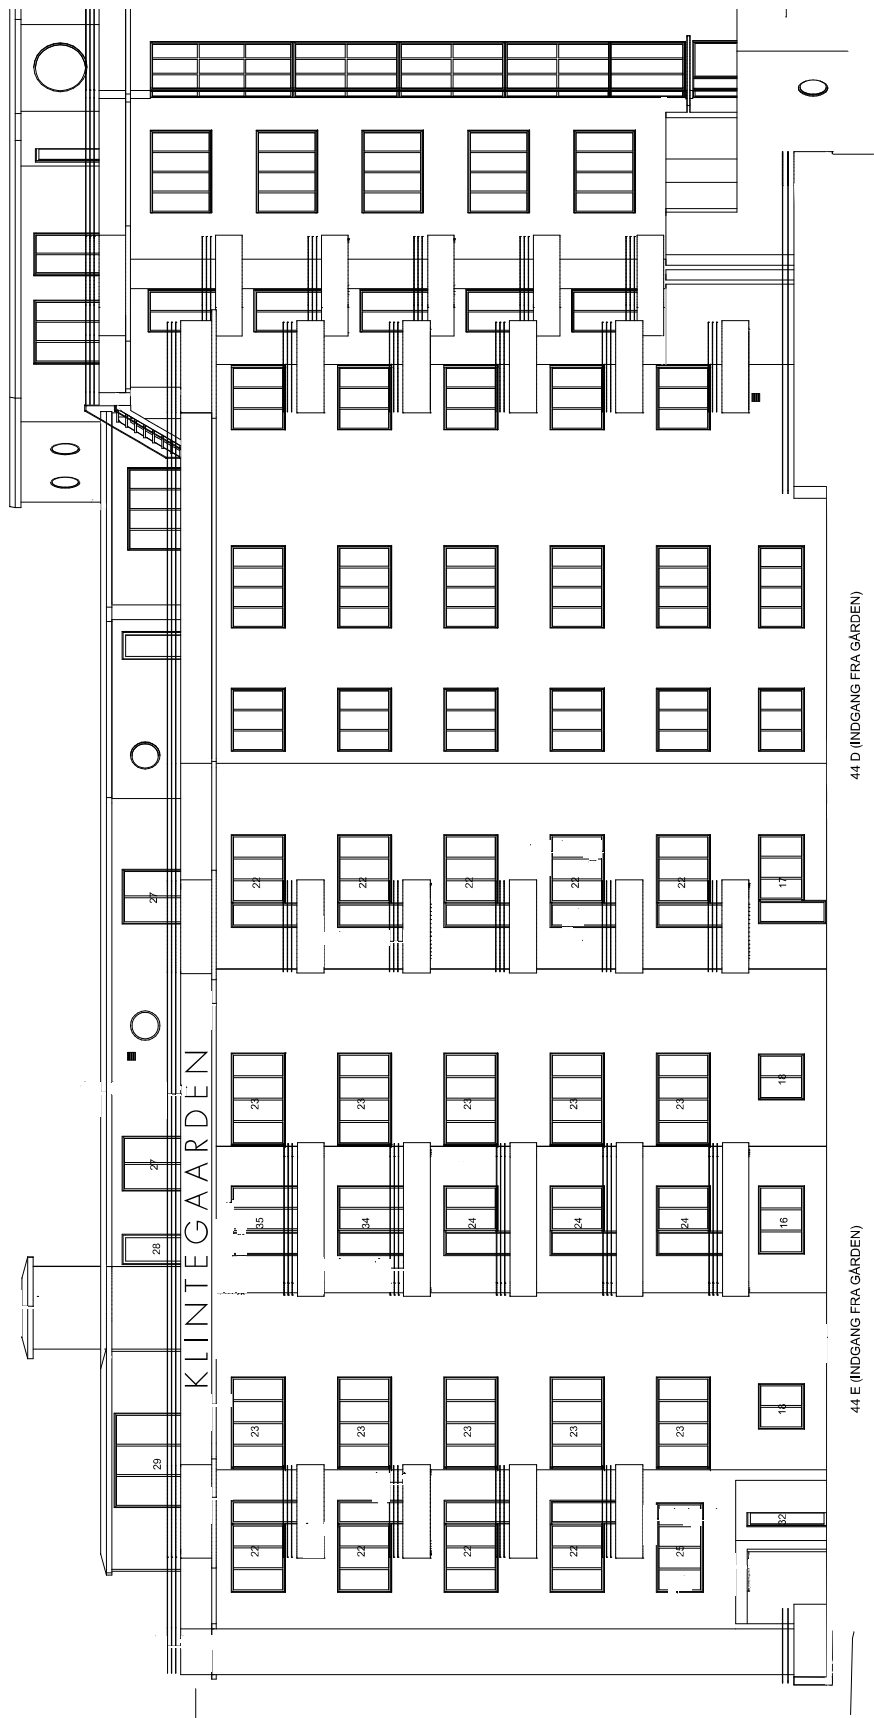 29 28 27 27
KLINTEGAARDEN
22 23 35 23 22
22 23 34 23 22
22 23 24 23 22
22 23 24 23 22
25 23 24 23 22
32 18 16 18 17
44 E (INDGANG FRA GÅRDEN) 44 D (INDGANG FRA GÅRDEN)